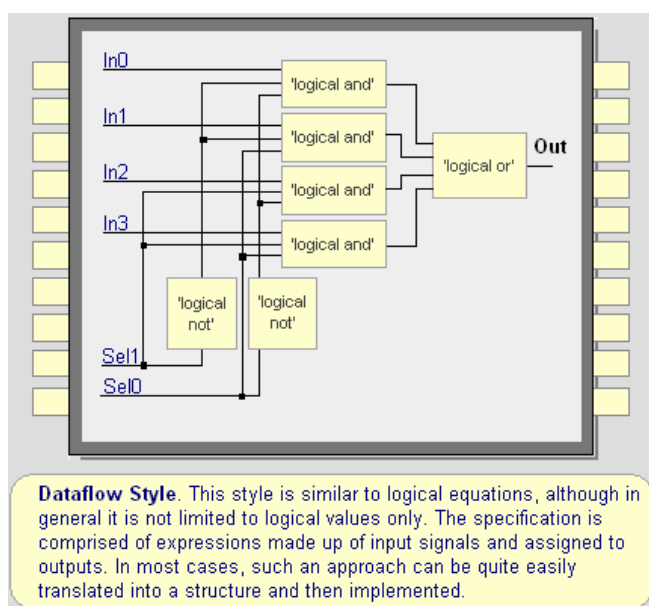 In0
'logical and'
In1
'logical and'
Out
'logical or'
In2
'logical and'
In3
'logical and'
'logical
not'
'logical
not'
Sel1
Sel0
Dataflow Style. This style is similar to logical equations, although in
general it is not limited to logical values only. The specification is
comprised of expressions made up of input signals and assigned to
outputs. In most cases, such an approach can be quite easily
translated into a structure and then implemented.